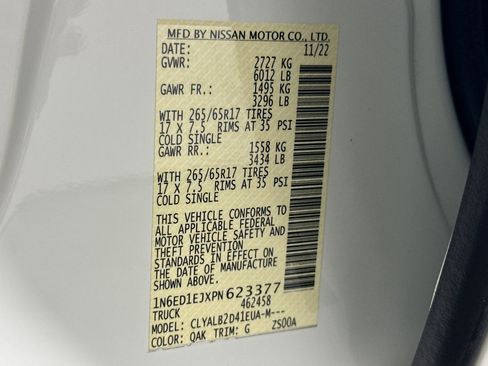 MFD BY NISSAN MOTOR CO., LTD.
DATE: 11/22
GVWR: 2727 KG
6012 LB
GAWR FR.: 1495 KG
3296 LB
WITH 265/65R17 TIRES
17 X 7.5 RIMS AT 35 PSI
COLD SINGLE
GAWR RR.: 1558 KG
3434 LB
WITH 265/65R17 TIRES
17 X 7.5 RIMS AT 35 PSI
COLD SINGLE
THIS VEHICLE CONFORMS TO
ALL APPLICABLE FEDERAL
MOTOR VEHICLE SAFETY AND
THEFT PREVENTION
STANDARDS IN EFFECT ON
THE DATE OF MANUFACTURE
SHOWN ABOVE
1N6ED1EJXPN623377
TRUCK 462458
MODEL: CLYALB2D41EUA-M---
COLOR: QAK TRIM: G ZS00A